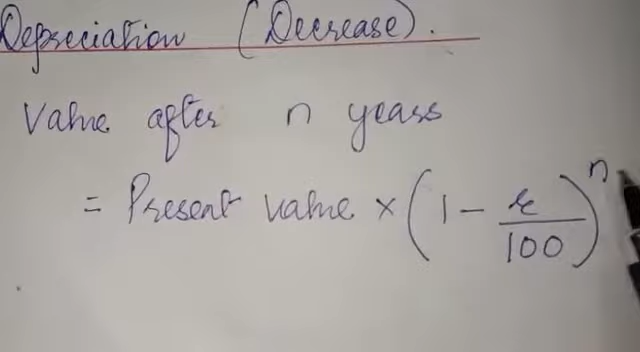 Depreciation (Decrease).
Value after n years
= Present value × (1 - r/100)^n